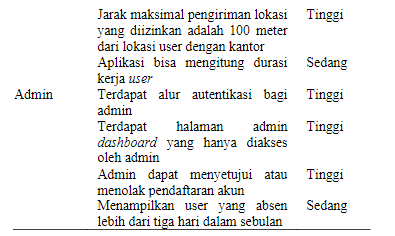 Jarak maksimal pengiriman lokasi Tinggi
yang diizinkan adalah 100 meter
dari lokasi user dengan kantor
Aplikasi bisa mengitung durasi Sedang
kerja user
Admin Terdapat alur autentikasi bagi Tinggi
admin
Terdapat halaman admin Tinggi
dashboard yang hanya diakses
oleh admin
Admin dapat menyetujui atau Tinggi
menolak pendaftaran akun
Menampilkan user yang absen Sedang
lebih dari tiga hari dalam sebulan